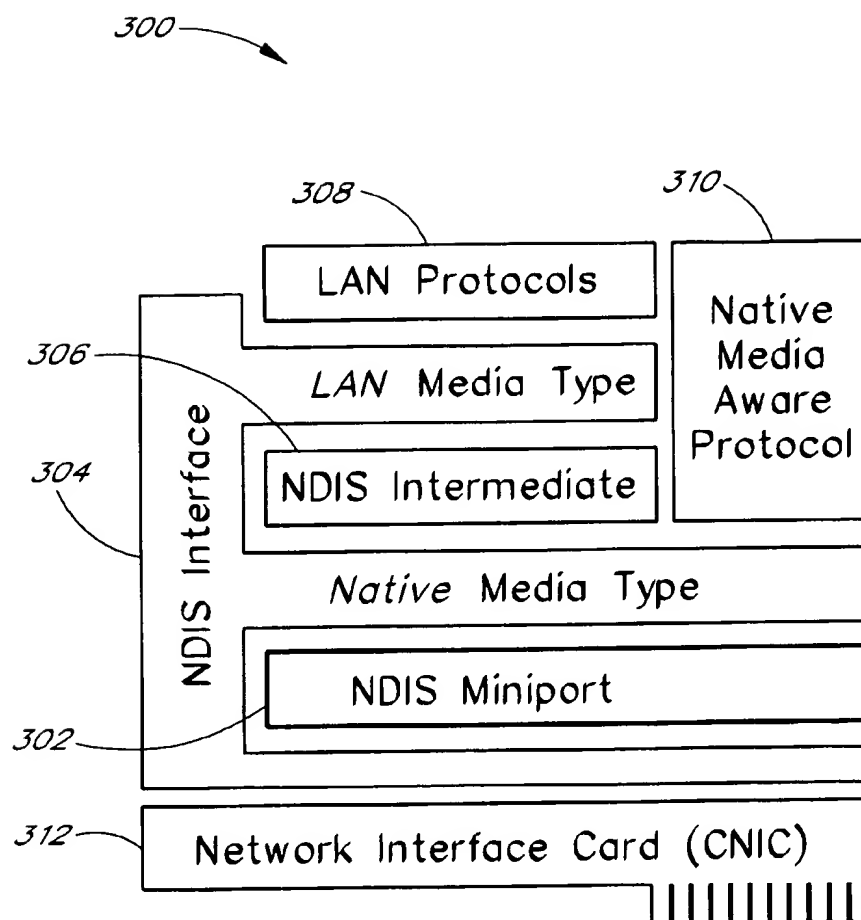 300
308
310
LAN Protocols
Native
Media
Aware
Protocol
306
LAN Media Type
304
NDIS Interface
NDIS Intermediate
Native Media Type
NDIS Miniport
302
312
Network Interface Card (CNIC)